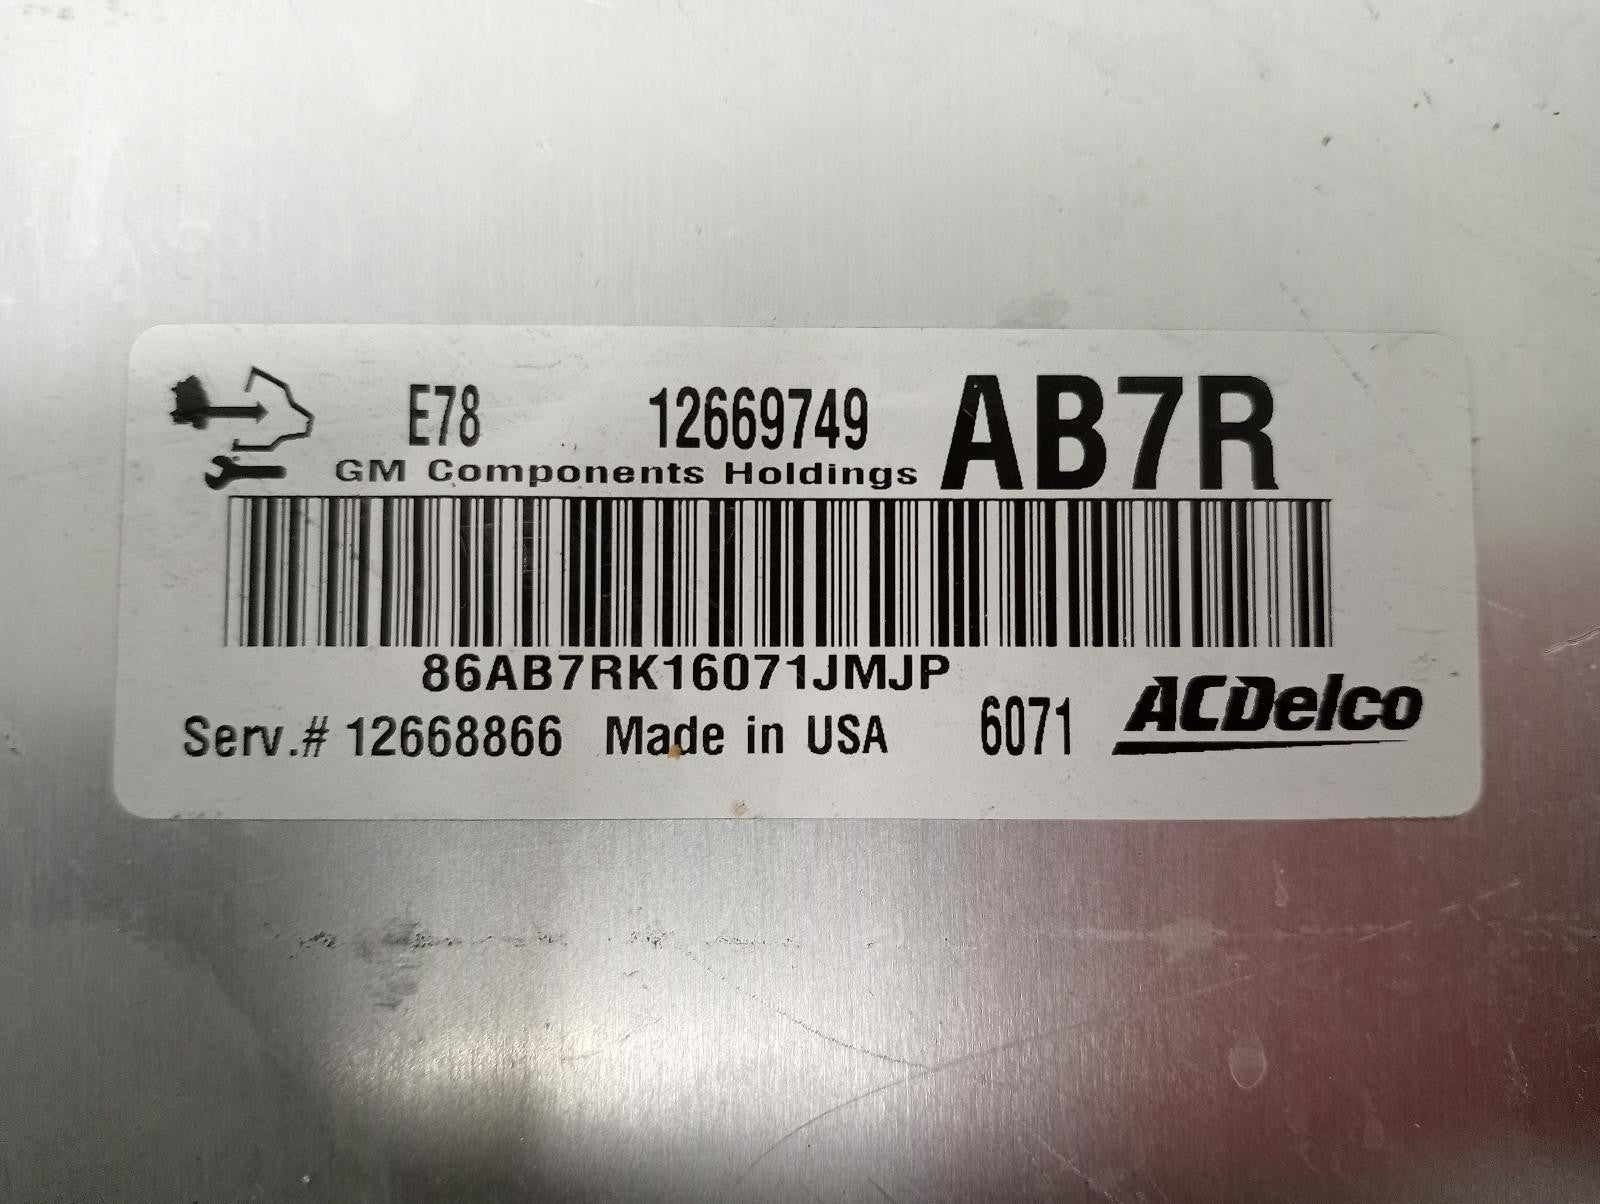 E78 12669749 AB7R
GM Components Holdings
86AB7RK16071JMJP
Serv.# 12668866 Made in USA 6071 ACDelco